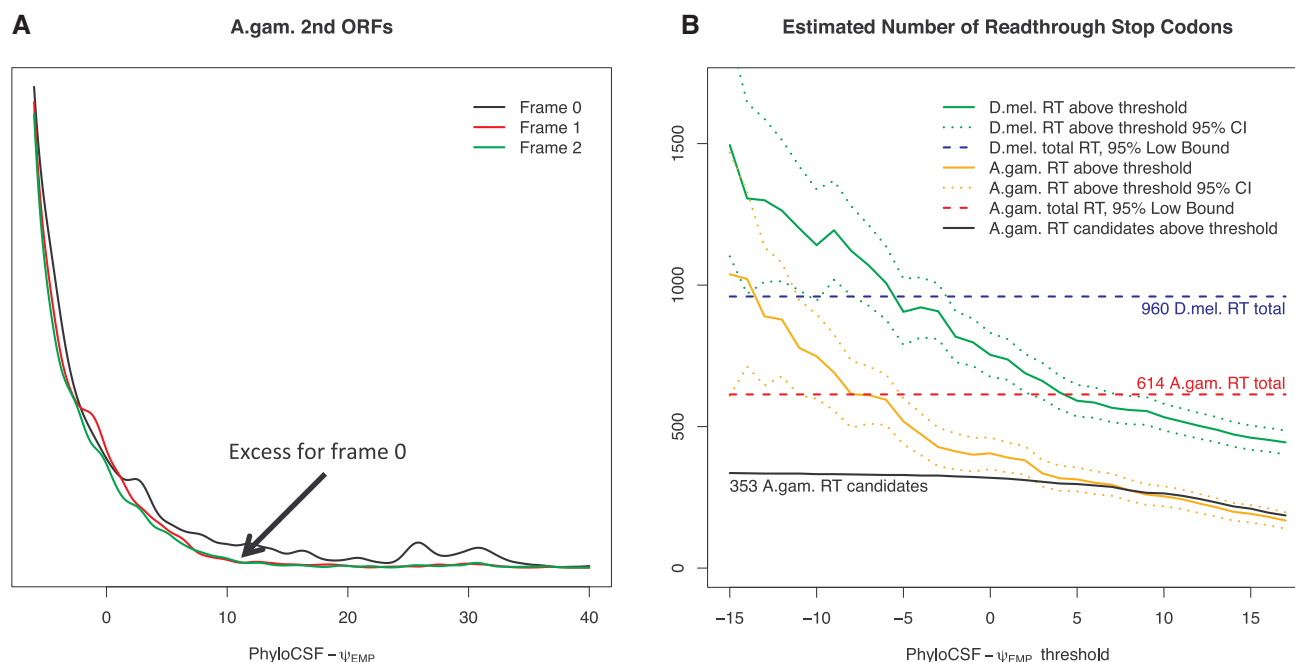 A
A.gam. 2nd ORFs
Frame 0
Frame 1
Frame 2
Excess for frame 0
0
10
20
30
40
PhyloCSF – ψEMP
B
Estimated Number of Readthrough Stop Codons
D.mel. RT above threshold
D.mel. RT above threshold 95% CI
D.mel. total RT, 95% Low Bound
A.gam. RT above threshold
A.gam. RT above threshold 95% CI
A.gam. total RT, 95% Low Bound
A.gam. RT candidates above threshold
960 D.mel. RT total
614 A.gam. RT total
353 A.gam. RT candidates
1500
1000
500
0
−15
−10
−5
0
5
10
15
PhyloCSF – ψEMP threshold